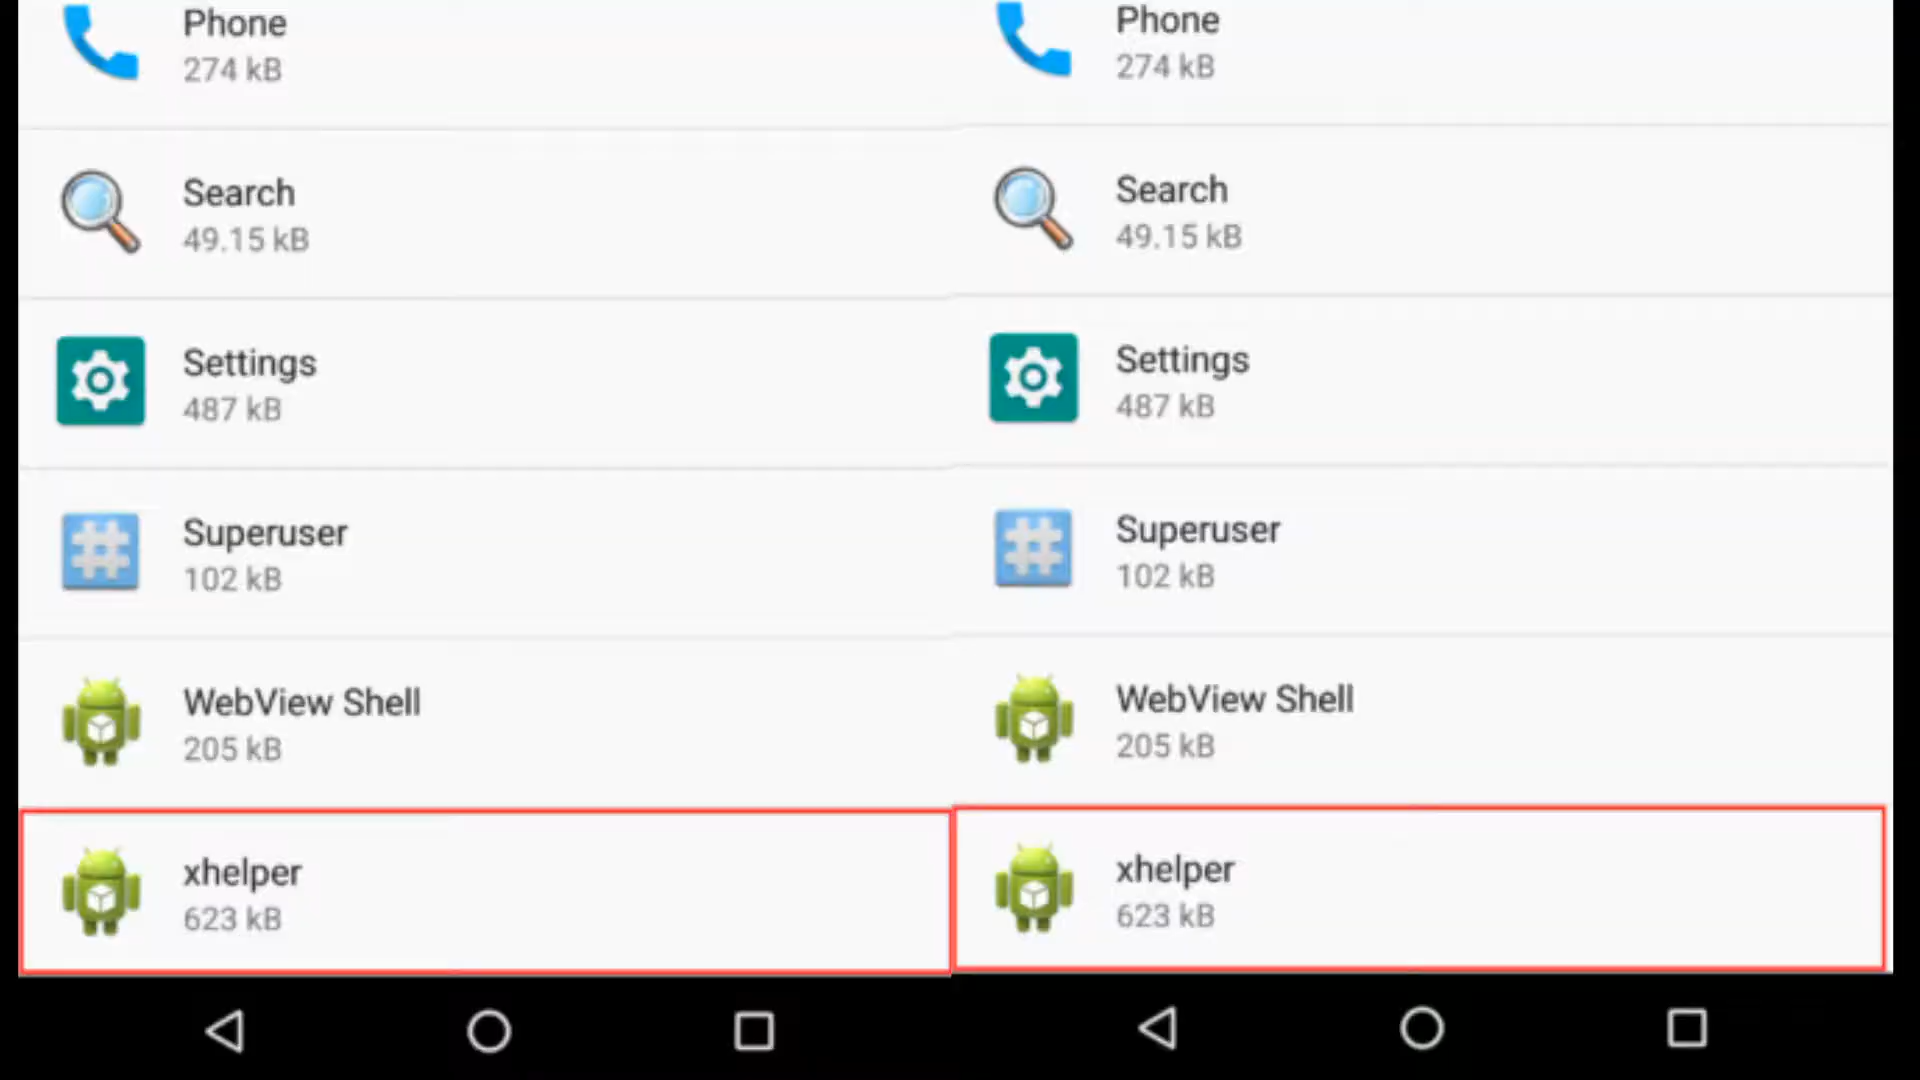 Phone
274 kB
Search
49.15 kB
Settings
487 kB
Superuser
102 kB
WebView Shell
205 kB
xhelper
623 kB
Phone
274 kB
Search
49.15 kB
Settings
487 kB
Superuser
102 kB
WebView Shell
205 kB
xhelper
623 kB